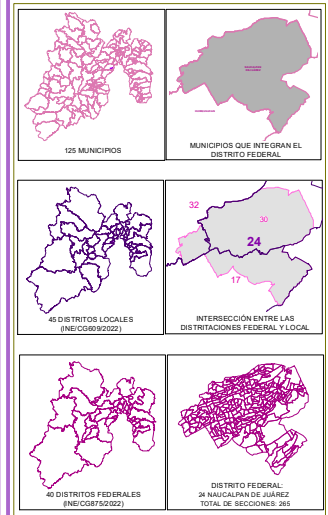 125 MUNICIPIOS
MUNICIPIOS QUE INTEGRAN EL
DISTRITO FEDERAL
32
30
24
17
45 DISTRITOS LOCALES
(INE/CG609/2022)
INTERSECCIÓN ENTRE LAS
DISTRITACIONES FEDERAL Y LOCAL
40 DISTRITOS FEDERALES
(INE/CG875/2022)
DISTRITO FEDERAL:
24 NAUCALPAN DE JUÁREZ
TOTAL DE SECCIONES: 265